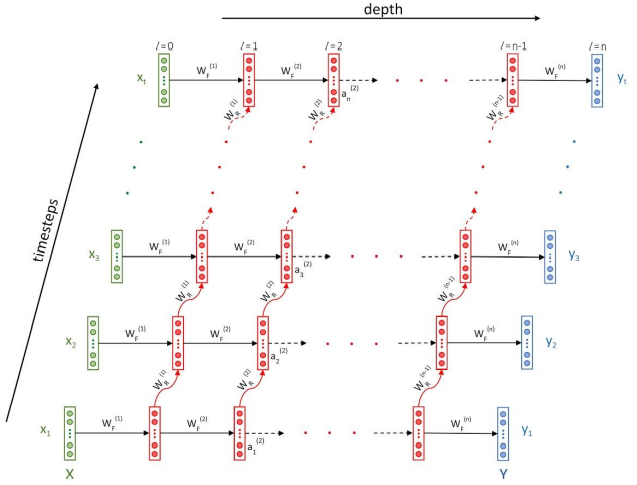 depth
l=0 l=1 l=2 l=n-1 l=n
x_t W_F^(1) W_F^(2) W_F^(n) y_t
a_n^(2)
W_R^(1) W_R^(2) W_R^(n-1)
timesteps
x_3 W_F^(1) W_F^(2) W_F^(n) y_3
a_3^(2)
W_R^(1) W_R^(2) W_R^(n-1)
x_2 W_F^(1) W_F^(2) W_F^(n) y_2
a_2^(2)
W_R^(1) W_R^(2) W_R^(n-1)
x_1 W_F^(1) W_F^(2) W_F^(n) y_1
a_1^(2)
X Y